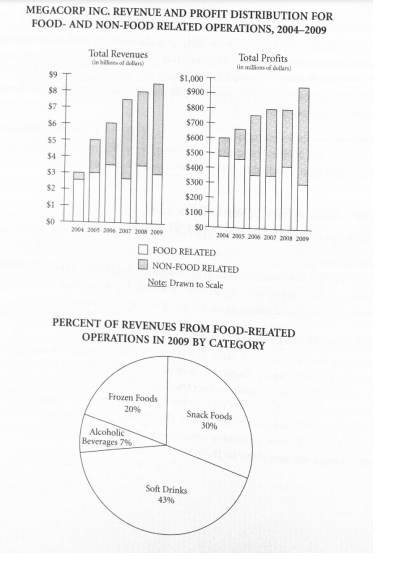 MEGACORP INC. REVENUE AND PROFIT DISTRIBUTION FOR
FOOD- AND NON-FOOD RELATED OPERATIONS, 2004–2009
Total Revenues
(in billions of dollars)
$9
$8
$7
$6
$5
$4
$3
$2
$1
$0
2004 2005 2006 2007 2008 2009
Total Profits
(in millions of dollars)
$1,000
$900
$800
$700
$600
$500
$400
$300
$200
$100
$0
2004 2005 2006 2007 2008 2009
FOOD RELATED
NON-FOOD RELATED
Note: Drawn to Scale
PERCENT OF REVENUES FROM FOOD-RELATED
OPERATIONS IN 2009 BY CATEGORY
Frozen Foods
20%
Snack Foods
30%
Alcoholic
Beverages 7%
Soft Drinks
43%